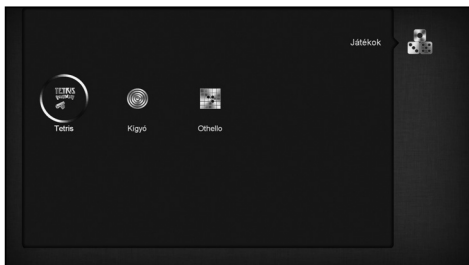 Játékok
TETRIS
Tetris
Kígyó
Othello